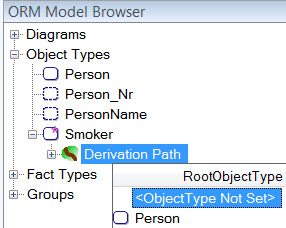 ORM Model Browser
Diagrams
Object Types
Person
Person_Nr
PersonName
Smoker
Derivation Path
Fact Types
RootObjectType
<ObjectType Not Set>
Groups
Person